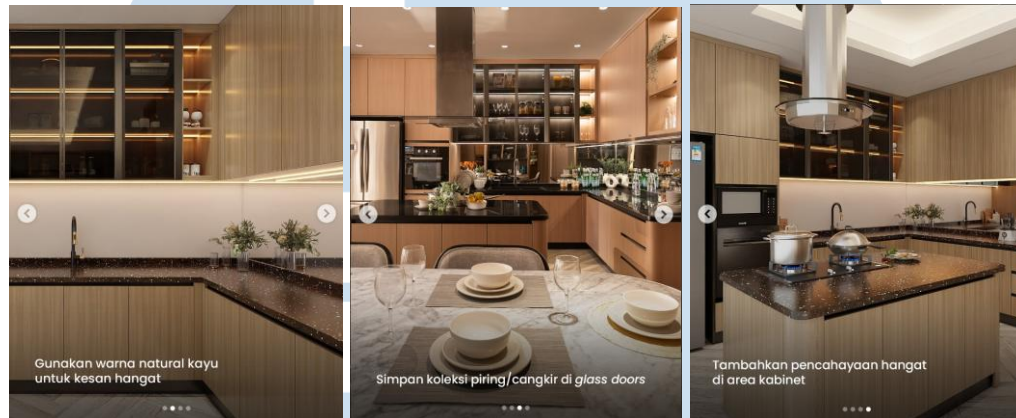 Gunakan warna natural kayu
untuk kesan hangat
Simpan koleksi piring/cangkir di glass doors
Tambahkan pencahayaan hangat
di area kabinet